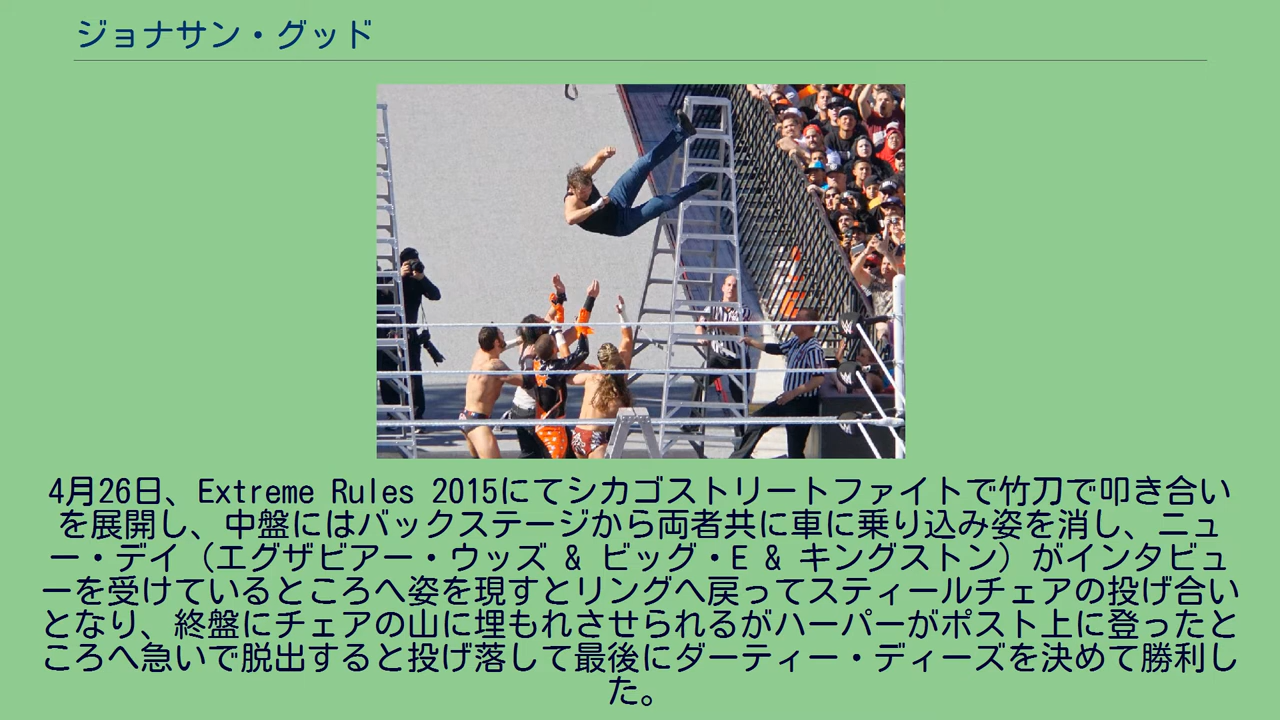 ジョナサン・グッド
4月26日、Extreme Rules 2015にてシカゴストリートファイトで竹刀で叩き合い
を展開し、中盤にはバックステージから両者共に車に乗り込み姿を消し、ニュ
ー・デイ（エグザビアー・ウッズ & ビッグ・E & キングストン）がインタビュ
ーを受けているところへ姿を現すとリングへ戻ってスティールチェアの投げ合い
となり、終盤にチェアの山に埋もれさせられるがハーパーがポスト上に登ったと
ころへ急いで脱出すると投げ落して最後にダーティー・ディーズを決めて勝利し
た。